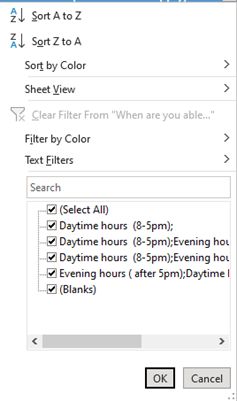 Sort A to Z
Sort Z to A
Sort by Color
Sheet View
Clear Filter From "When are you able..."
Filter by Color
Text Filters
Search
(Select All)
Daytime hours (8-5pm);
Daytime hours (8-5pm);Evening hou
Daytime hours (8-5pm);Evening hou
Evening hours ( after 5pm);Daytime
(Blanks)
OK
Cancel